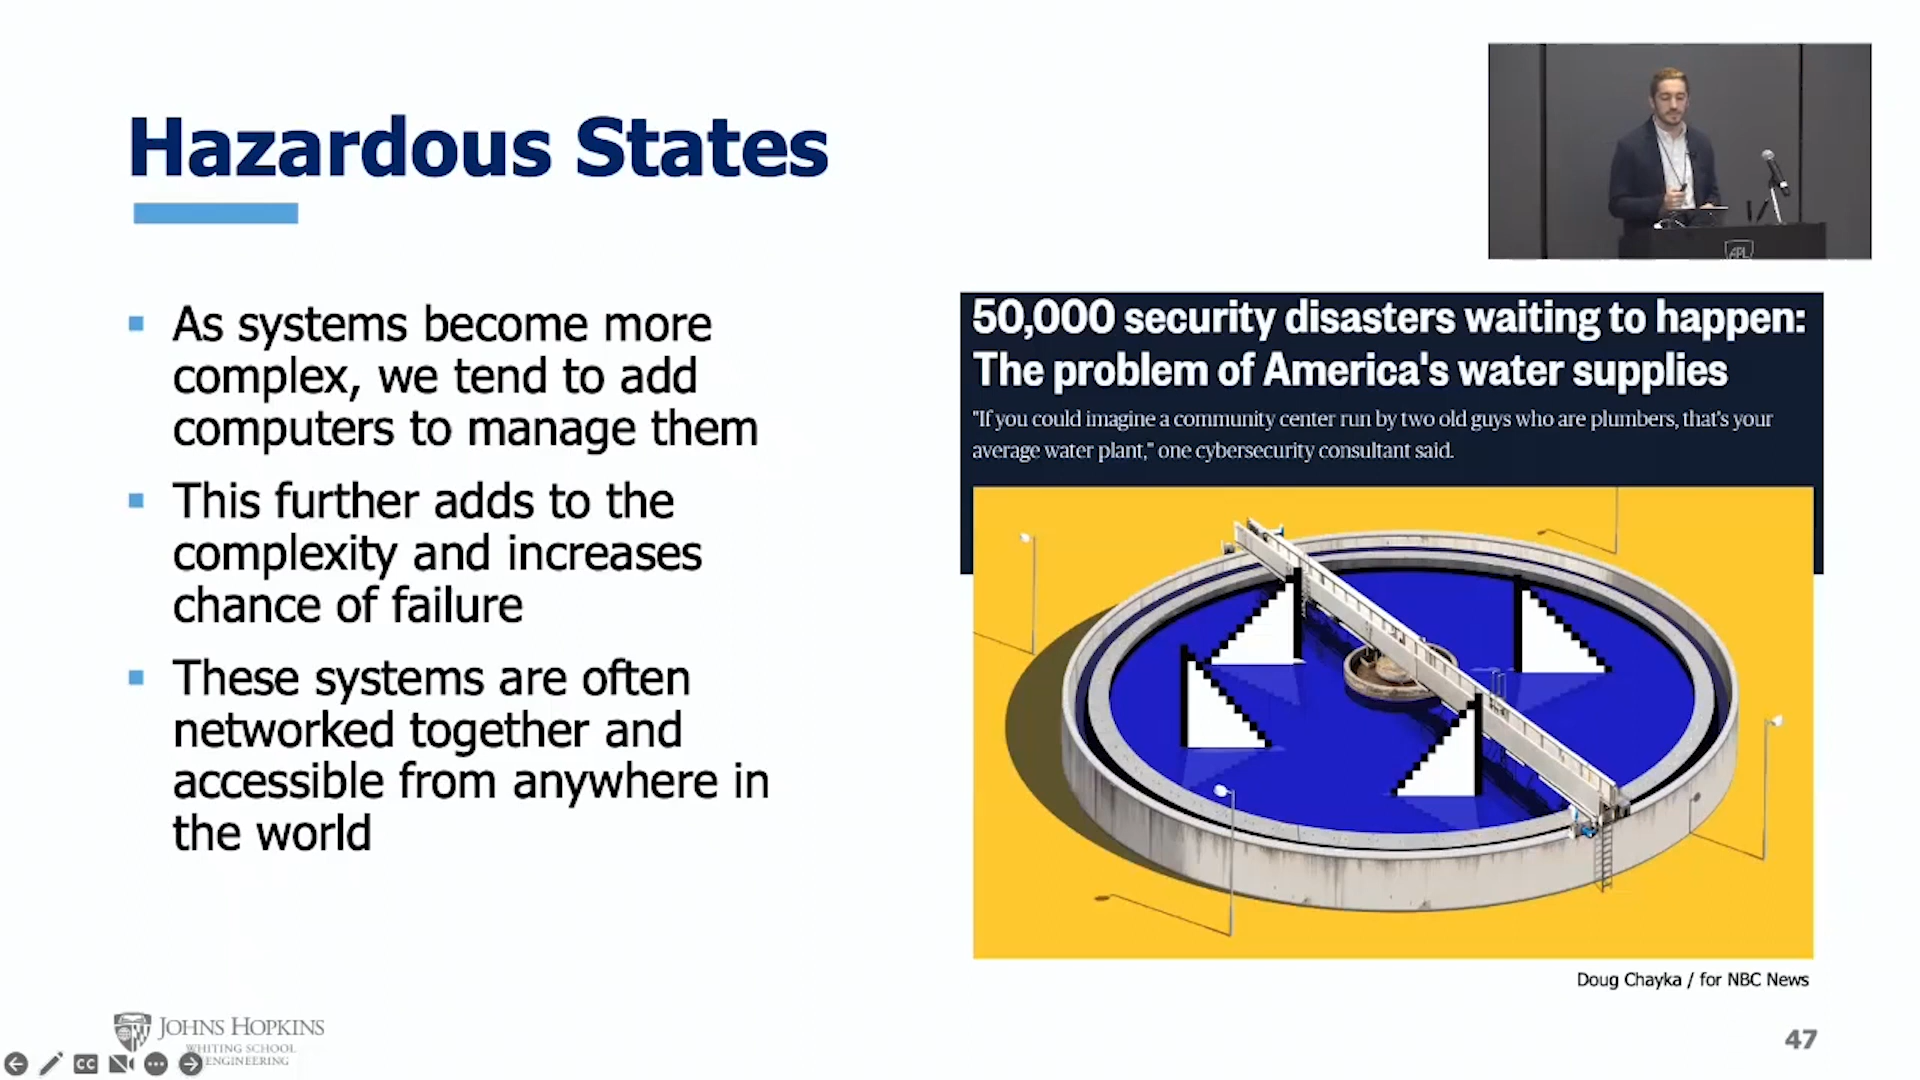 Hazardous States
As systems become more
complex, we tend to add
computers to manage them
This further adds to the
complexity and increases
chance of failure
These systems are often
networked together and
accessible from anywhere in
the world
APL
50,000 security disasters waiting to happen:
The problem of America's water supplies
"If you could imagine a community center run by two old guys who are plumbers, that's your
average water plant," one cybersecurity consultant said.
Doug Chayka / for NBC News
JOHNS HOPKINS
WHITING SCHOOL
ENGINEERING
CC
47